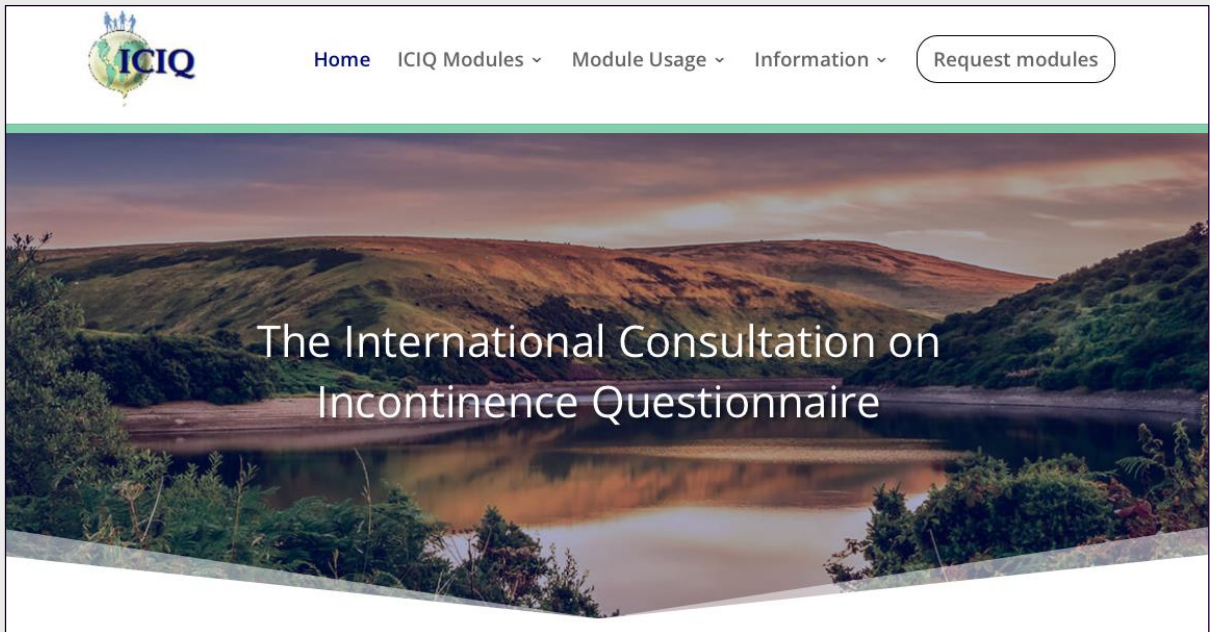 ICIQ
Home ICIQ Modules Module Usage Information Request modules
The International Consultation on
Incontinence Questionnaire